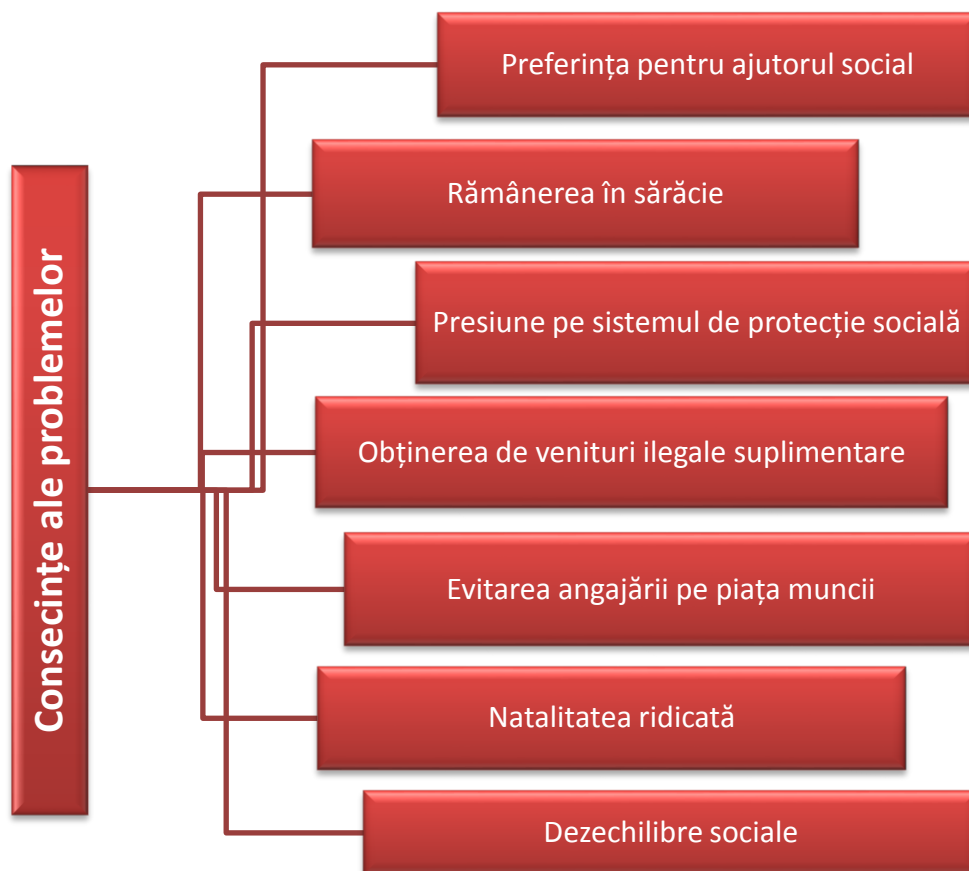 Consecințe ale problemelor
Preferința pentru ajutorul social
Rămânerea în sărăcie
Presiune pe sistemul de protecție socială
Obținerea de venituri ilegale suplimentare
Evitarea angajării pe piața muncii
Natalitatea ridicată
Dezechilibre sociale